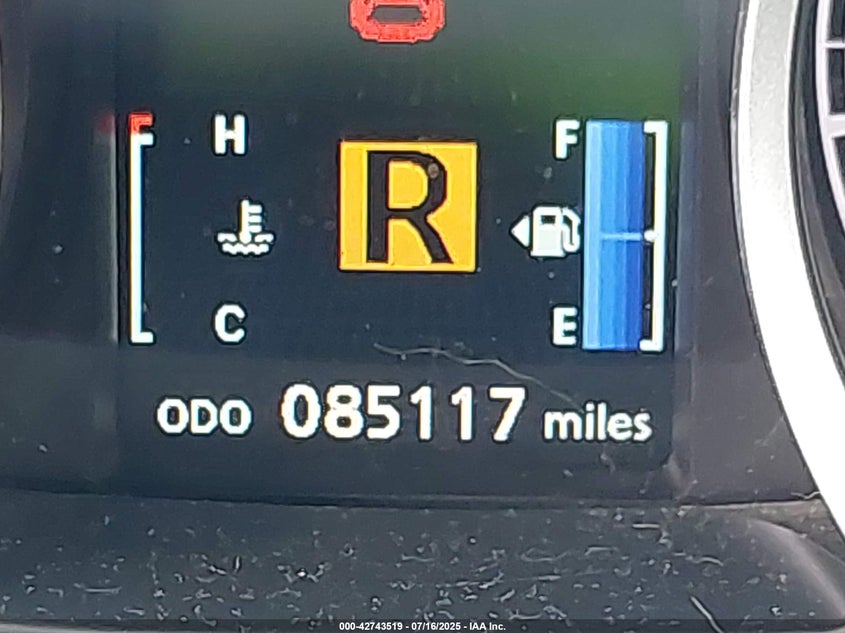 H R F
C E
ODO 085117 miles
000-42743519 - 07/16/2025 - IAA Inc.